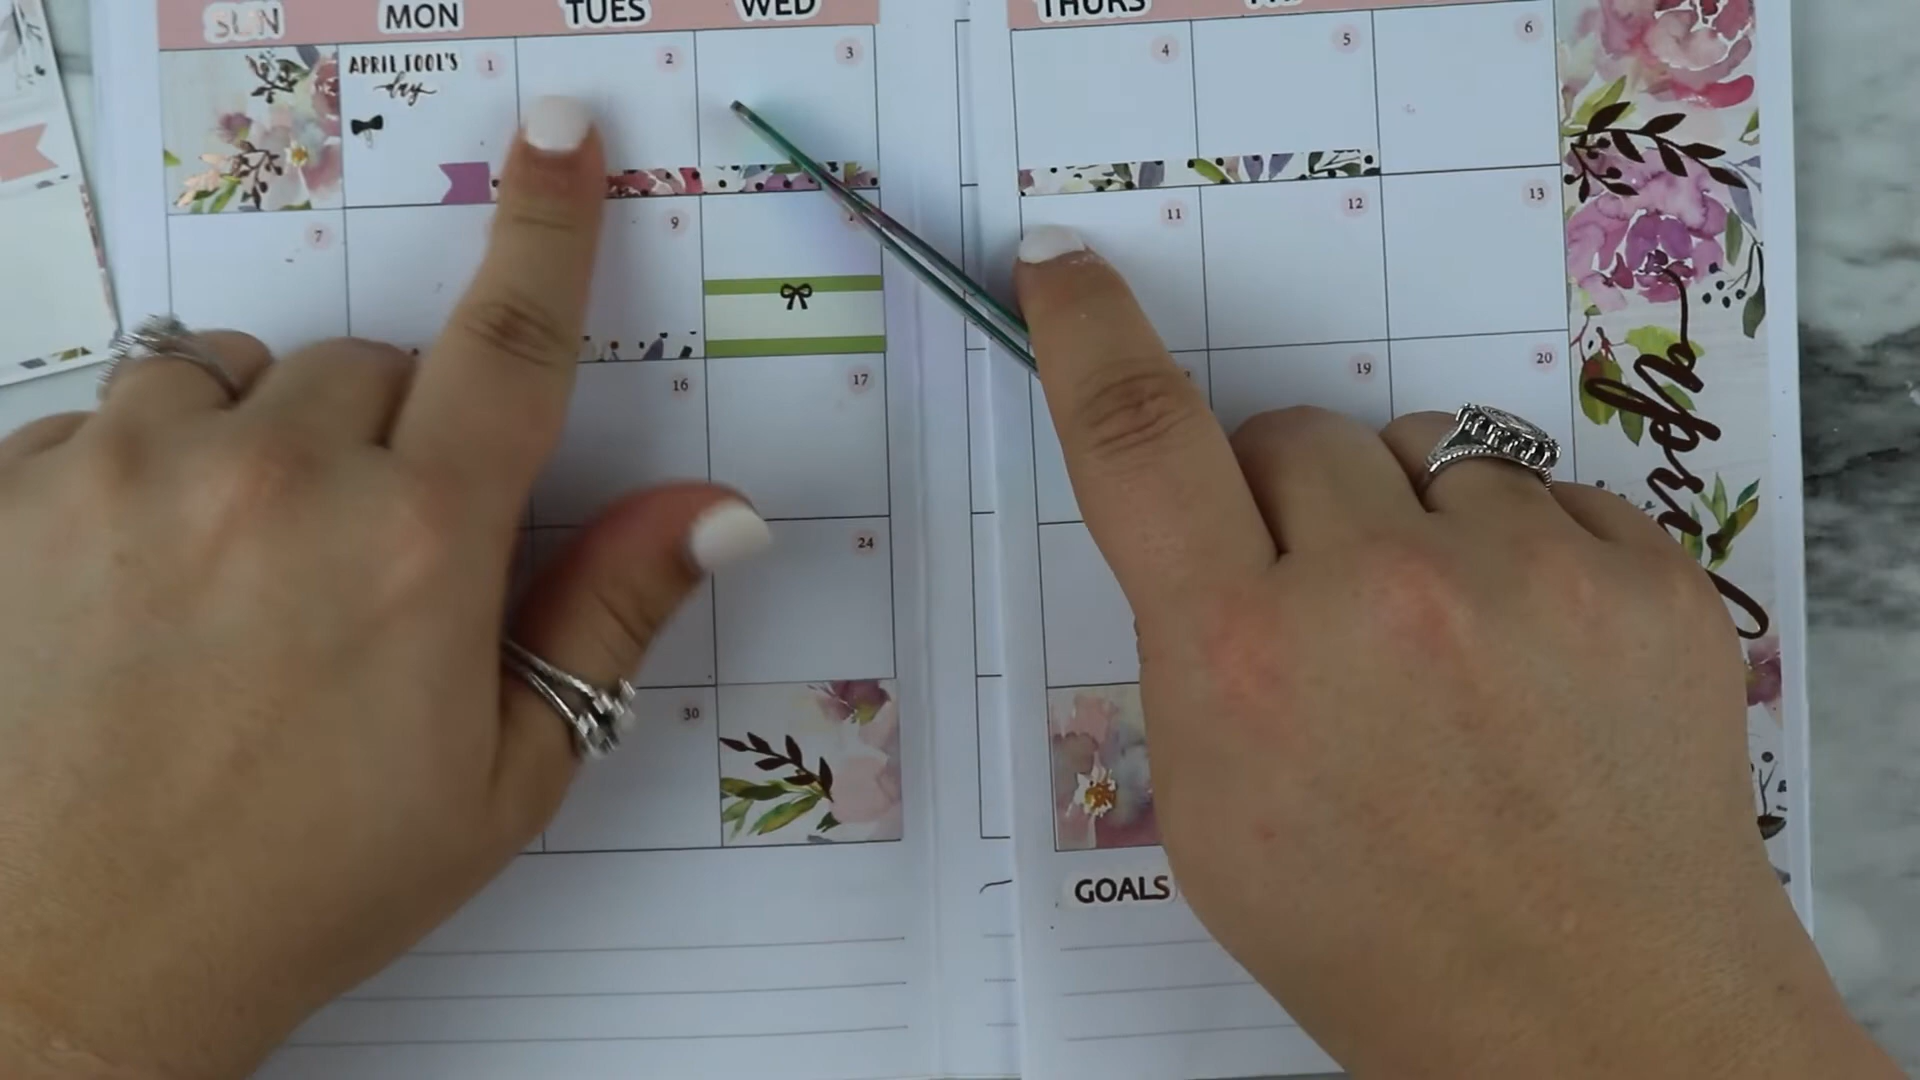 SUN MON TUES WED THURS
APRIL FOOL'S
day
1 2 3 4 5 6
7 9 11 12 13
16 17 19 20
24
30
april
GOALS